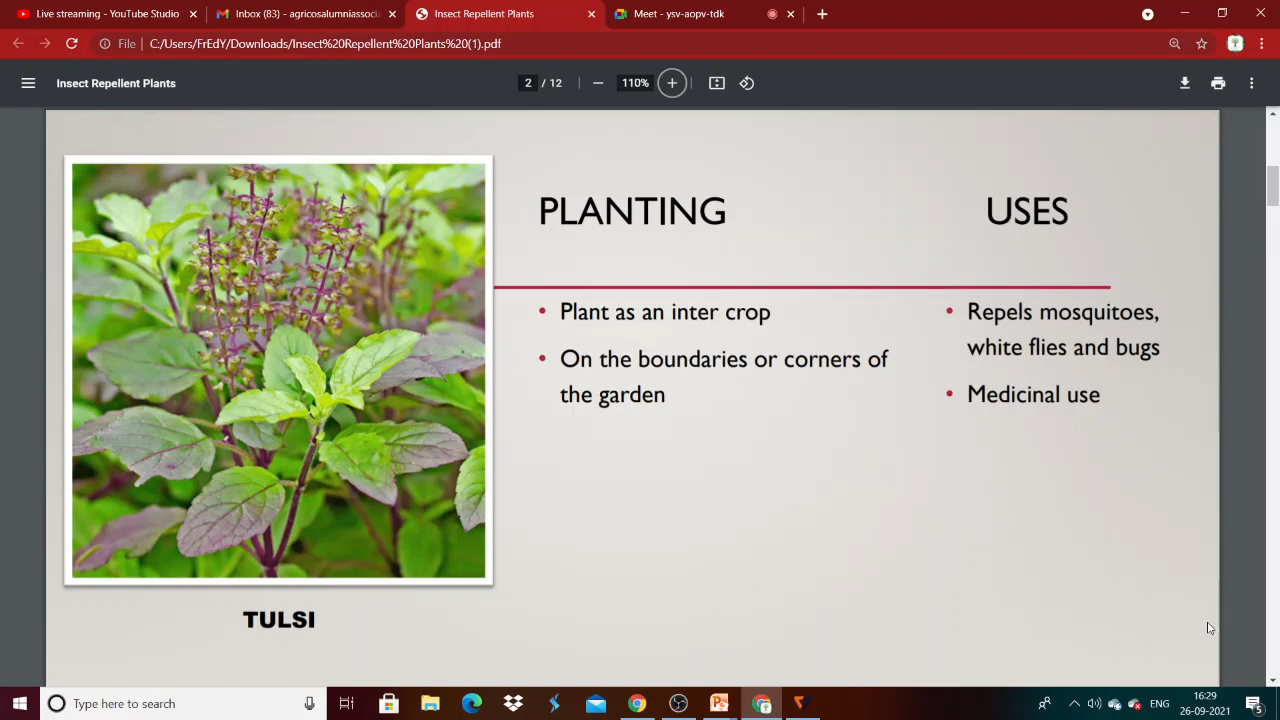 Live streaming - YouTube Studio
Inbox (83) - agricosalumniassocia
Insect Repellent Plants
Meet - ysv-aopv-tdk
File
C:/Users/FrEdY/Downloads/Insect%20Repellent%20Plants%20(1).pdf
Insect Repellent Plants
2 / 12
110%
PLANTING
USES
• Plant as an inter crop
• On the boundaries or corners of
the garden
• Repels mosquitoes,
white flies and bugs
• Medicinal use
TULSI
Type here to search
ENG
16:29
26-09-2021
5